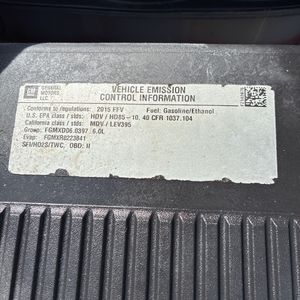 GM
GENERAL
MOTORS
LLC
VEHICLE EMISSION
CONTROL INFORMATION
Conforms to regulations: 2015 FFV Fuel: Gasoline/Ethanol
U.S. EPA class / stds: HDV / HD85-10, 40 CFR 1037.104
California class / stds: MDV / LEV395
Group: FGMXD06.0397 6.0L
Evap: FGMXR0223841
SFI/HO2S/TWC, OBD: II